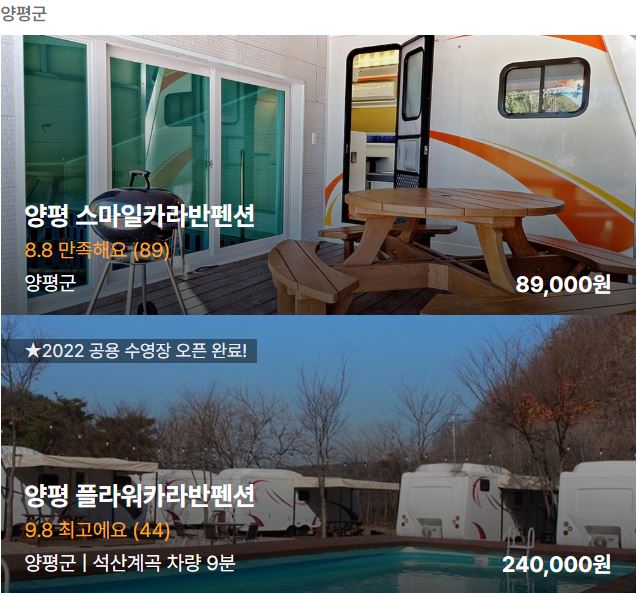 양평군
양평 스마일카라반펜션
8.8 만족해요 (89)
양평군
89,000원
★2022 공용 수영장 오픈 완료!
양평 플라워카라반펜션
9.8 최고에요 (44)
양평군 | 석산계곡 차량 9분
240,000원